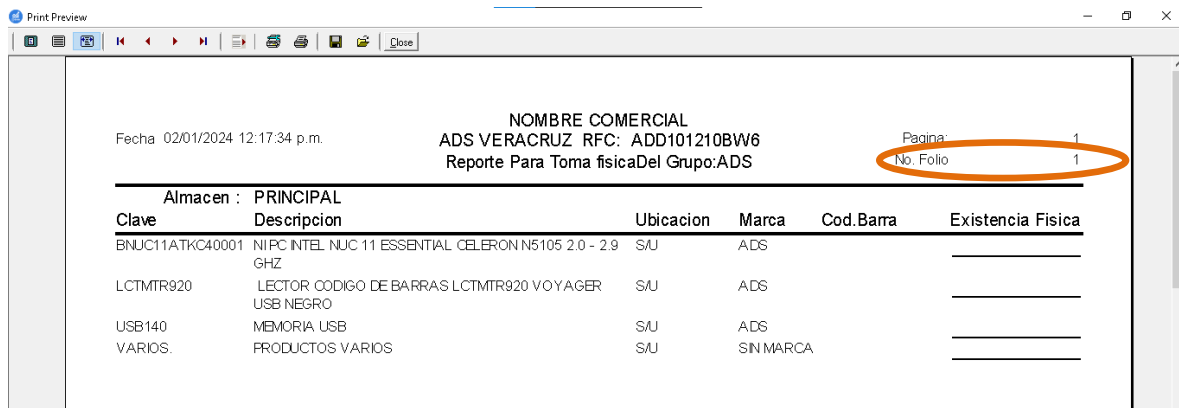 Print Preview
Close
NOMBRE COMERCIAL
Fecha 02/01/2024 12:17:34 p.m. ADS VERACRUZ RFC: ADD101210BW6 Pagina: 1
Reporte Para Toma fisicaDel Grupo:ADS No. Folio 1
Almacen : PRINCIPAL
Clave Descripcion Ubicacion Marca Cod.Barra Existencia Fisica
BNUC11ATKC40001 NI PC INTEL NUC 11 ESSENTIAL CELERON N5105 2.0 - 2.9 S/U ADS
GHZ
LCTMTR920 LECTOR CODIGO DE BARRAS LCTMTR920 VOYAGER S/U ADS
USB NEGRO
USB140 MEMORIA USB S/U ADS
VARIOS. PRODUCTOS VARIOS S/U SIN MARCA